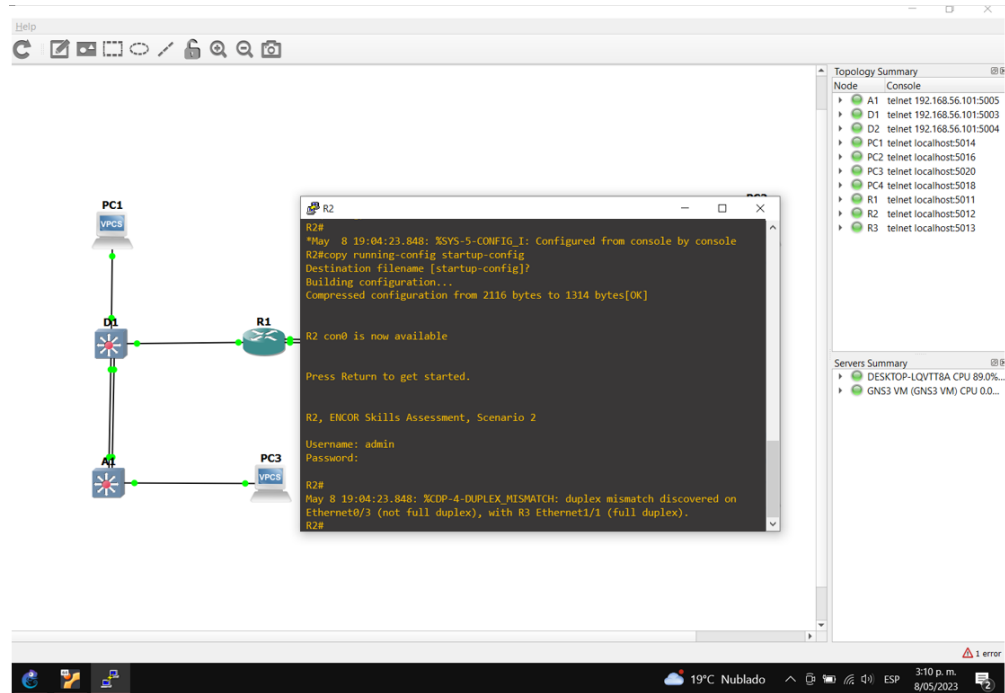 Help
Topology Summary
Node Console
A1 telnet 192.168.56.101:5005
D1 telnet 192.168.56.101:5003
D2 telnet 192.168.56.101:5004
PC1 telnet localhost:5014
PC2 telnet localhost:5016
PC3 telnet localhost:5020
PC4 telnet localhost:5018
R1 telnet localhost:5011
R2 telnet localhost:5012
R3 telnet localhost:5013
PC1
VPCS
D1
R1
A1
PC3
VPCS
R2
R2#
*May 8 19:04:23.848: %SYS-5-CONFIG_I: Configured from console by console
R2#copy running-config startup-config
Destination filename [startup-config]?
Building configuration...
Compressed configuration from 2116 bytes to 1314 bytes[OK]
R2 con0 is now available
Press Return to get started.
R2, ENCOR Skills Assessment, Scenario 2
Username: admin
Password:
R2#
May 8 19:04:23.848: %CDP-4-DUPLEX_MISMATCH: duplex mismatch discovered on
Ethernet0/3 (not full duplex), with R3 Ethernet1/1 (full duplex).
R2#
Servers Summary
DESKTOP-LQVTT8A CPU 89.0%...
GNS3 VM (GNS3 VM) CPU 0.0...
1 error
19°C Nublado
ESP
3:10 p. m.
8/05/2023
2